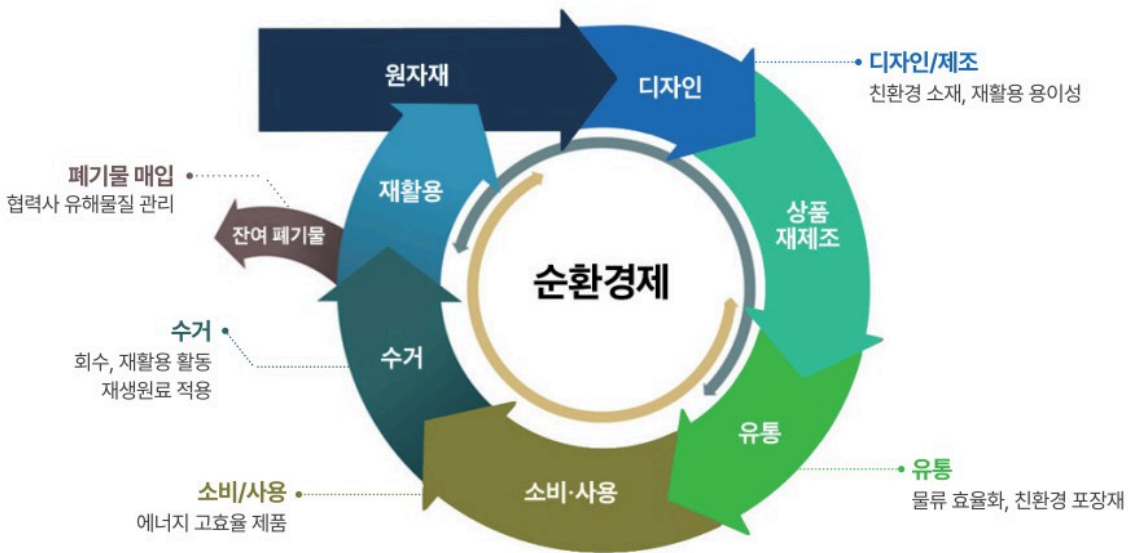 원자재
디자인
디자인/제조
친환경 소재, 재활용 용이성
폐기물 매입
협력사 유해물질 관리
재활용
상품
재제조
잔여 폐기물
순환경제
수거
회수, 재활용 활동
재생원료 적용
수거
유통
유통
물류 효율화, 친환경 포장재
소비/사용
에너지 고효율 제품
소비·사용